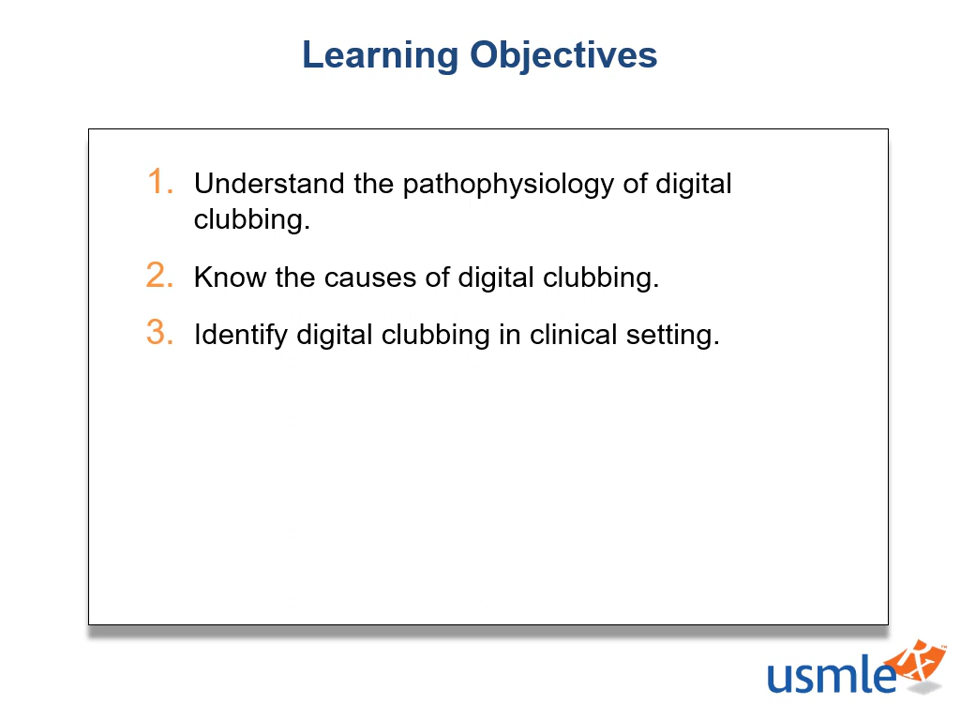 Learning Objectives
1. Understand the pathophysiology of digital
clubbing.
2. Know the causes of digital clubbing.
3. Identify digital clubbing in clinical setting.
usmle Rx™